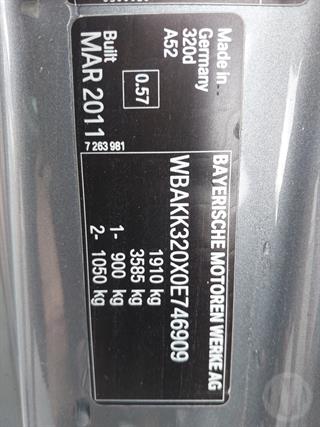 BAYERISCHE MOTOREN WERKE AG
WBAKK320X0E746909
1910 kg
3585 kg
1- 900 kg
2- 1050 kg
Made in
Germany
320d
A52
0.57
Built
MAR 2011
7 263 981